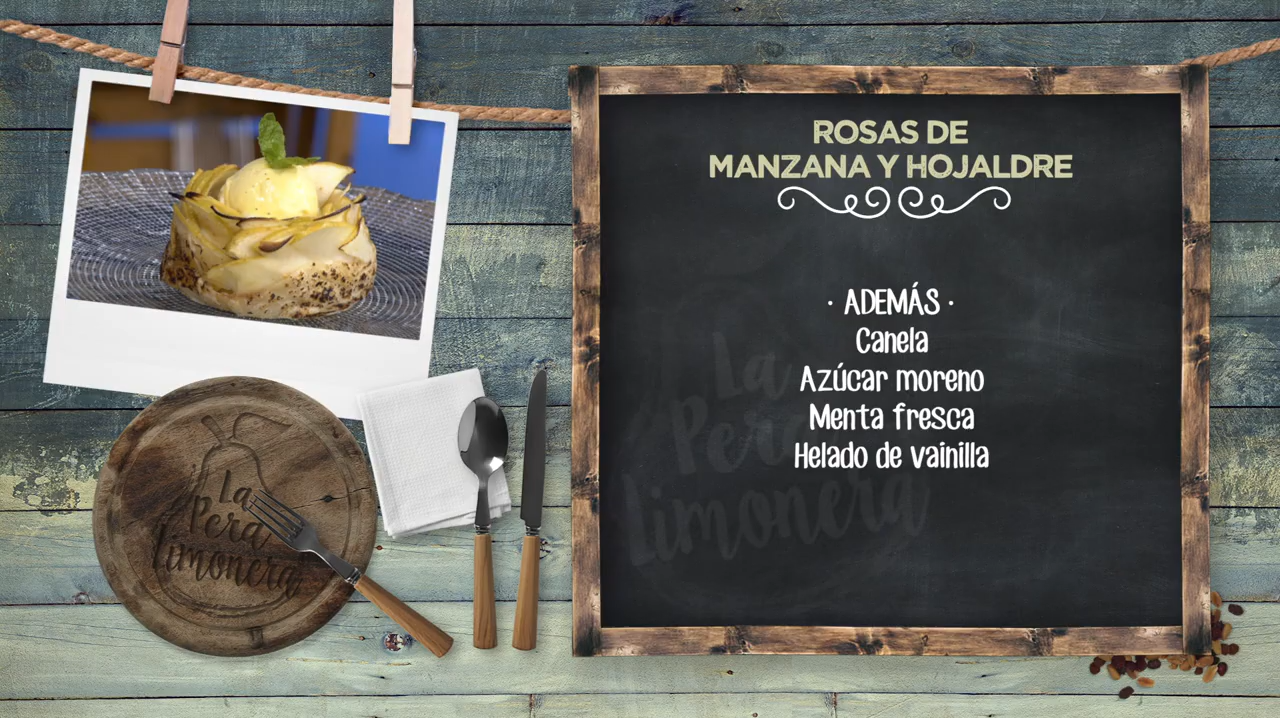 ROSAS DE
MANZANA Y HOJALDRE
· ADEMÁS ·
Canela
Azúcar moreno
Menta fresca
Helado de vainilla
La
Pera
limonera
La
Pera
limonera